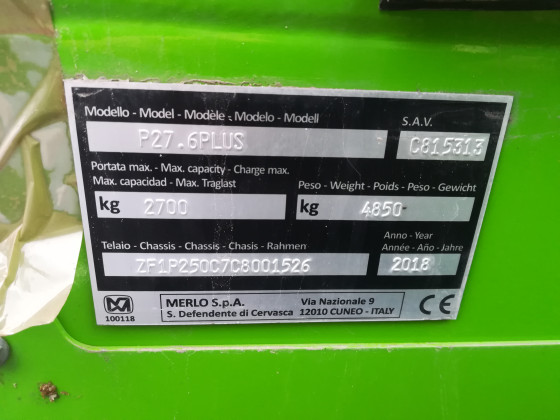 Modello - Model - Modèle - Modelo - Modell
S.A.V.
P27.6PLUS
C815313
Portata max. - Max. capacity - Charge max.
Max. capacidad - Max. Traglast
Peso - Weight - Poids - Peso - Gewicht
kg 2700
kg 4850
Telaio - Chassis - Chassis - Chasis - Rahmen
Anno - Year
Année - Año - Jahre
ZF1P250C7C8001526
2018
100118
MERLO S.p.A.
S. Defendente di Cervasca
Via Nazionale 9
12010 CUNEO - ITALY
CE